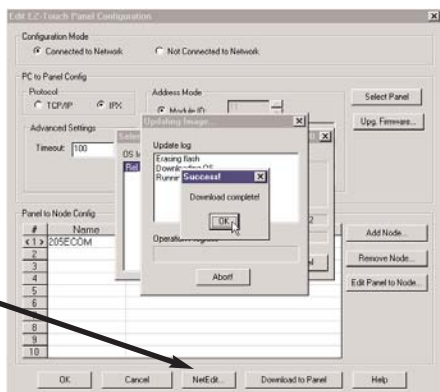 Edit EZ-Touch Panel Configuration
Configuration Mode
Connected to Network
Not Connected to Network
PC to Panel Config
Protocol
TCP/IP
IPX
Address Mode
Module ID:
Select Panel
Upg. Firmware...
Advanced Settings
Timeout: 100
Updating Image...
Update log
Erasing flash
Success!
Download complete!
OK
Abort!
Panel to Node Config
# Name
<1> 205ECOM
2
3
4
5
6
8
9
10
Add Node...
Remove Node...
Edit Panel to Node...
OK
Cancel
NetEdit...
Download to Panel
Help